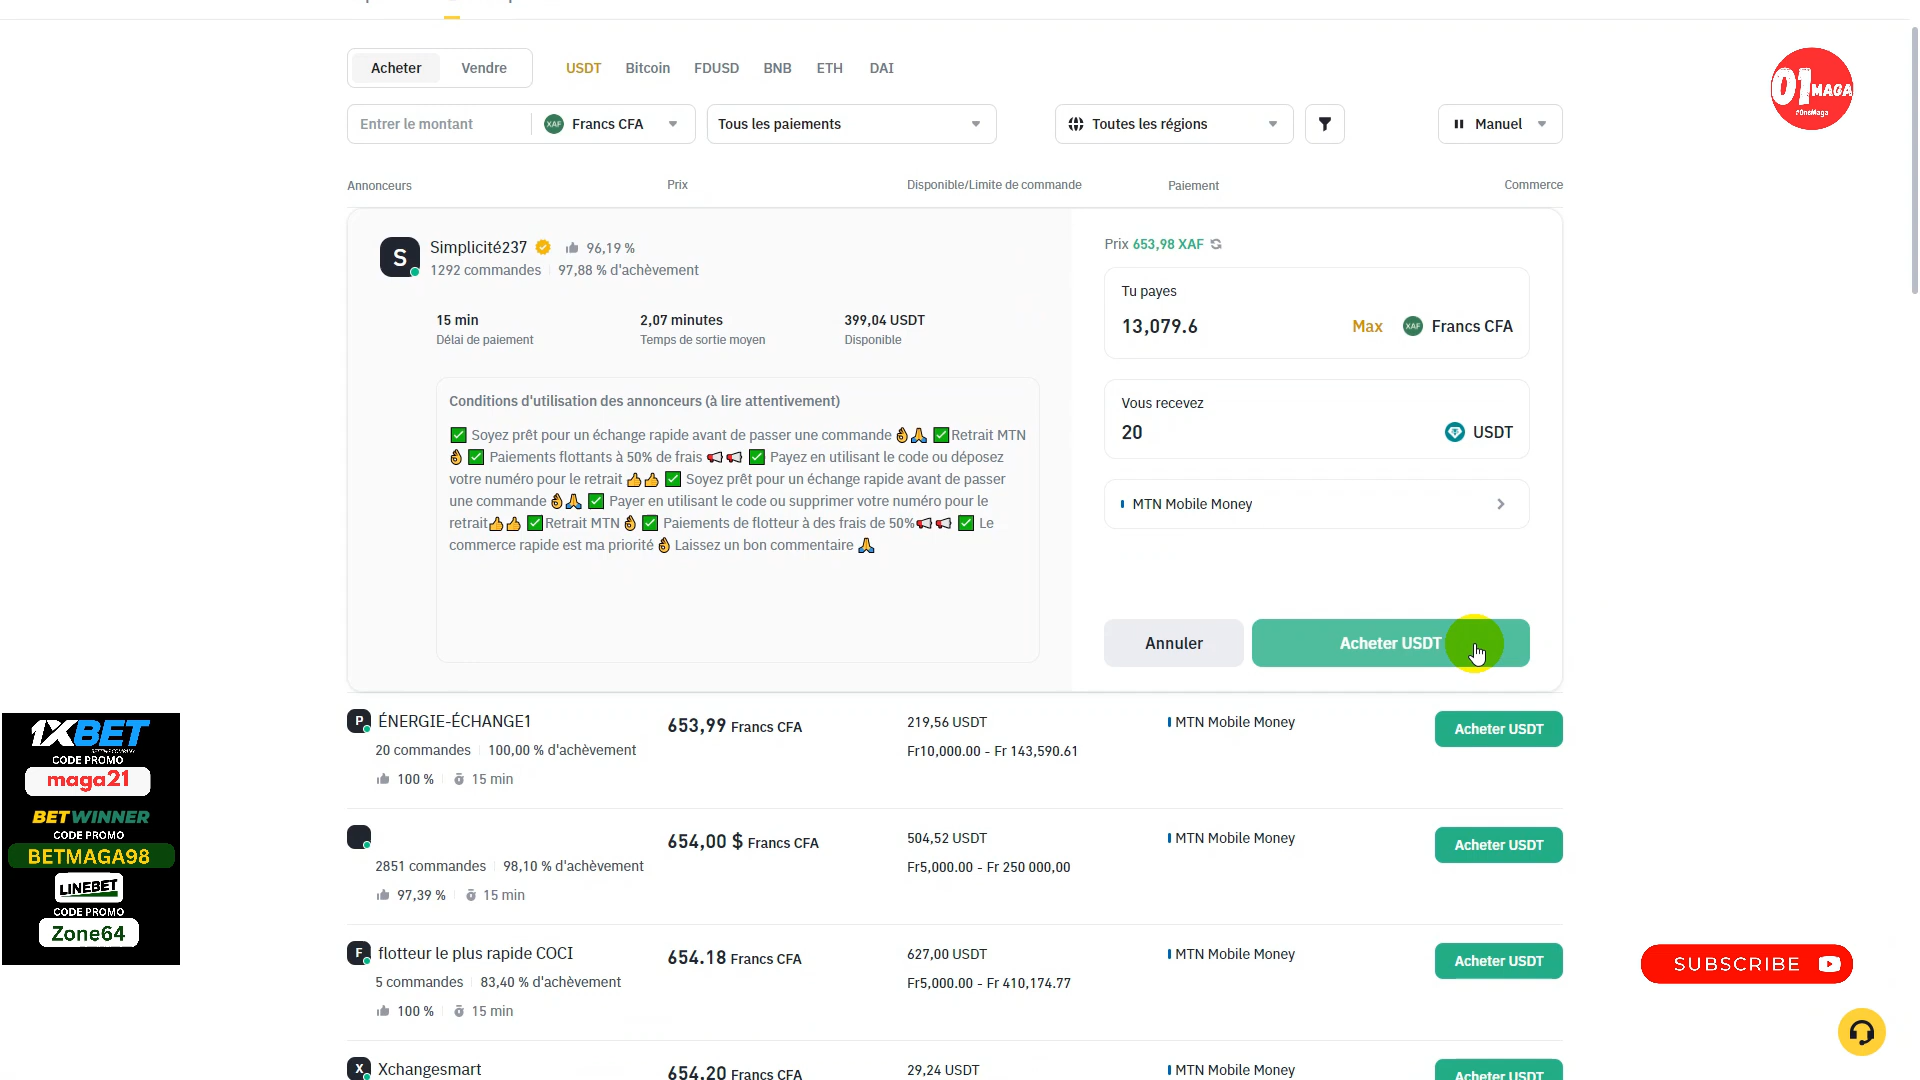 Acheter
Vendre
USDT
Bitcoin
FDUSD
BNB
ETH
DAI
Entrer le montant
XAF
Francs CFA
Tous les paiements
Toutes les régions
Manuel
01 MAGA
#OneMaga
Annonceurs
Prix
Disponible/Limite de commande
Paiement
Commerce
S
Simplicité237
96,19 %
1292 commandes
97,88 % d'achèvement
15 min
Délai de paiement
2,07 minutes
Temps de sortie moyen
399,04 USDT
Disponible
Conditions d'utilisation des annonceurs (à lire attentivement)
✅ Soyez prêt pour un échange rapide avant de passer une commande 👌🙏 ✅Retrait MTN
👌 ✅ Paiements flottants à 50% de frais 📢📢 ✅ Payez en utilisant le code ou déposez
votre numéro pour le retrait 👍👍 ✅ Soyez prêt pour un échange rapide avant de passer
une commande 👌🙏 ✅ Payer en utilisant le code ou supprimer votre numéro pour le
retrait👍👍 ✅Retrait MTN👌 ✅ Paiements de flotteur à des frais de 50%📢📢 ✅ Le
commerce rapide est ma priorité👌 Laissez un bon commentaire 🙏
Prix 653,98 XAF
Tu payes
13,079.6
Max
XAF
Francs CFA
Vous recevez
20
USDT
MTN Mobile Money
Annuler
Acheter USDT
P
ÉNERGIE-ÉCHANGE1
20 commandes
100,00 % d'achèvement
100 %
15 min
653,99 Francs CFA
219,56 USDT
Fr10,000.00 - Fr 143,590.61
MTN Mobile Money
Acheter USDT
2851 commandes
98,10 % d'achèvement
97,39 %
15 min
654,00 $ Francs CFA
504,52 USDT
Fr5,000.00 - Fr 250 000,00
MTN Mobile Money
Acheter USDT
F
flotteur le plus rapide COCI
5 commandes
83,40 % d'achèvement
100 %
15 min
654.18 Francs CFA
627,00 USDT
Fr5,000.00 - Fr 410,174.77
MTN Mobile Money
Acheter USDT
X
Xchangesmart
654,20 Francs CFA
29,24 USDT
MTN Mobile Money
Acheter USDT
1XBET
CODE PROMO
maga21
BETWINNER
CODE PROMO
BETMAGA98
LINEBET
CODE PROMO
Zone64
SUBSCRIBE